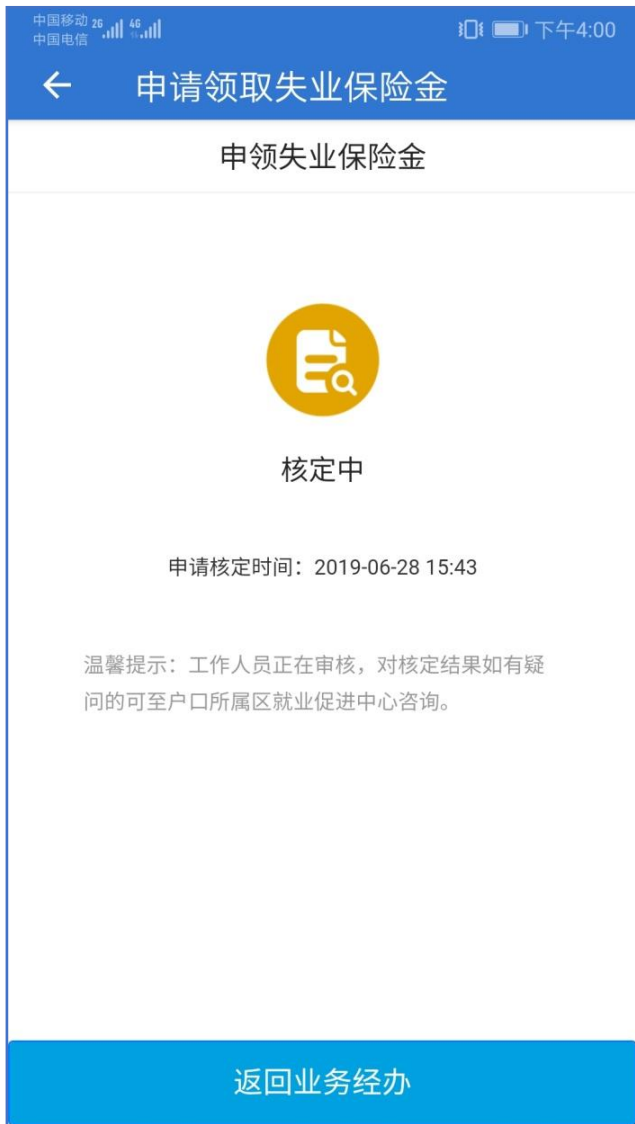 中国移动 2G 4G 下午4:00
中国电信
申请领取失业保险金
申领失业保险金
核定中
申请核定时间：2019-06-28 15:43
温馨提示：工作人员正在审核，对核定结果如有疑
问的可至户口所属区就业促进中心咨询。
返回业务经办